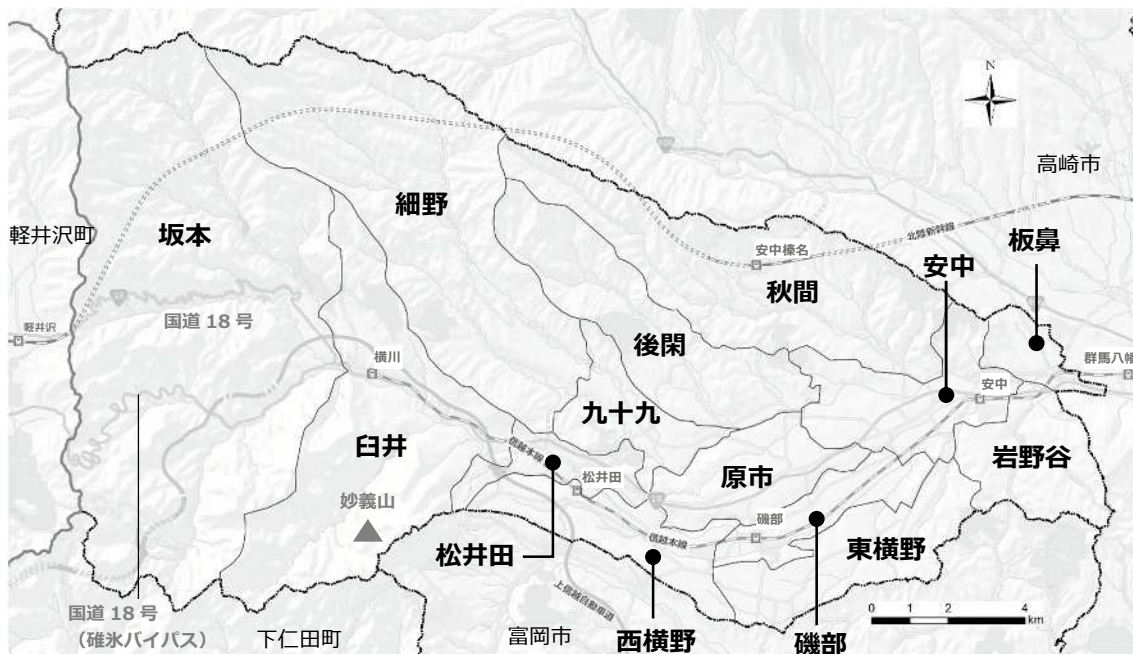 N
高崎市
細野
軽井沢町
坂本
北陸新幹線
板鼻
安中榛名
安中
秋間
国道 18 号
軽井沢
後閑
横川
群馬八幡
安中
九十九
臼井
信越本線
岩野谷
松井田
原市
妙義山
磯部
信越本線
松井田
東横野
上信越自動車道
国道 18 号
(碓氷バイパス)
下仁田町
富岡市
西横野
磯部
0 1 2 4
km